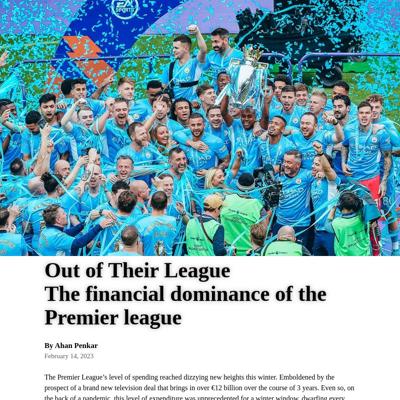 EA
SPORTS
Out of Their League
The financial dominance of the
Premier league
By Ahan Penkar
February 14, 2023
The Premier League's level of spending reached dizzying new heights this winter. Emboldened by the
prospect of a brand new television deal that brings in over €12 billion over the course of 3 years. Even so, on
the back of a pandemic, this level of expenditure was unprecedented for a winter window, dwarfing every